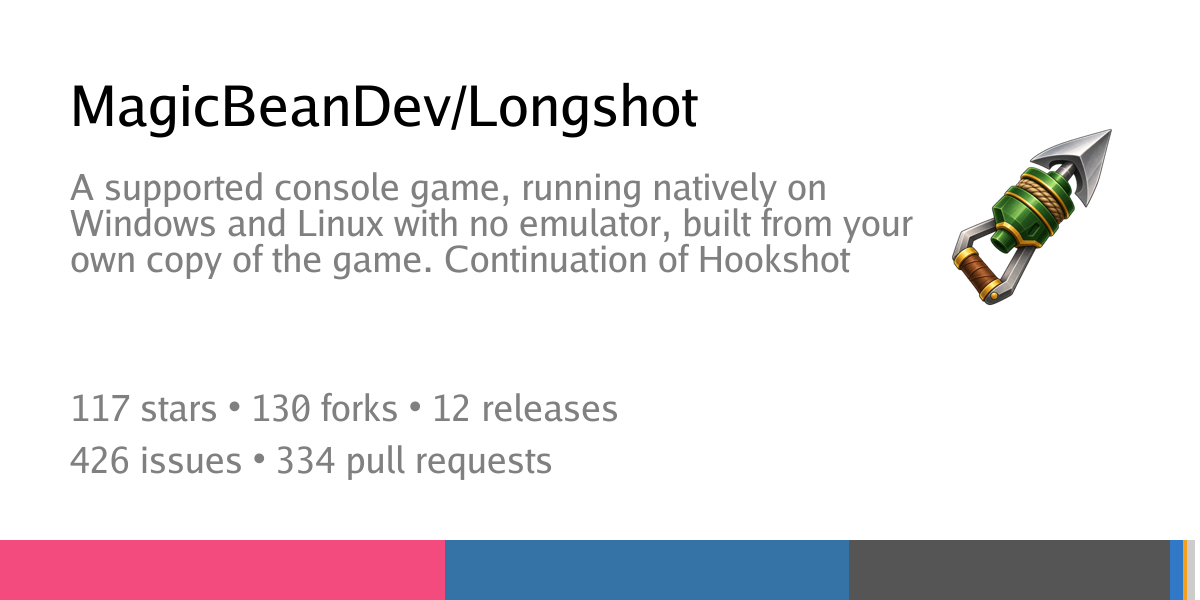 MagicBeanDev/Longshot
A supported console game, running natively on
Windows and Linux with no emulator, built from your
own copy of the game. Continuation of Hookshot
117 stars • 130 forks • 12 releases
426 issues • 334 pull requests